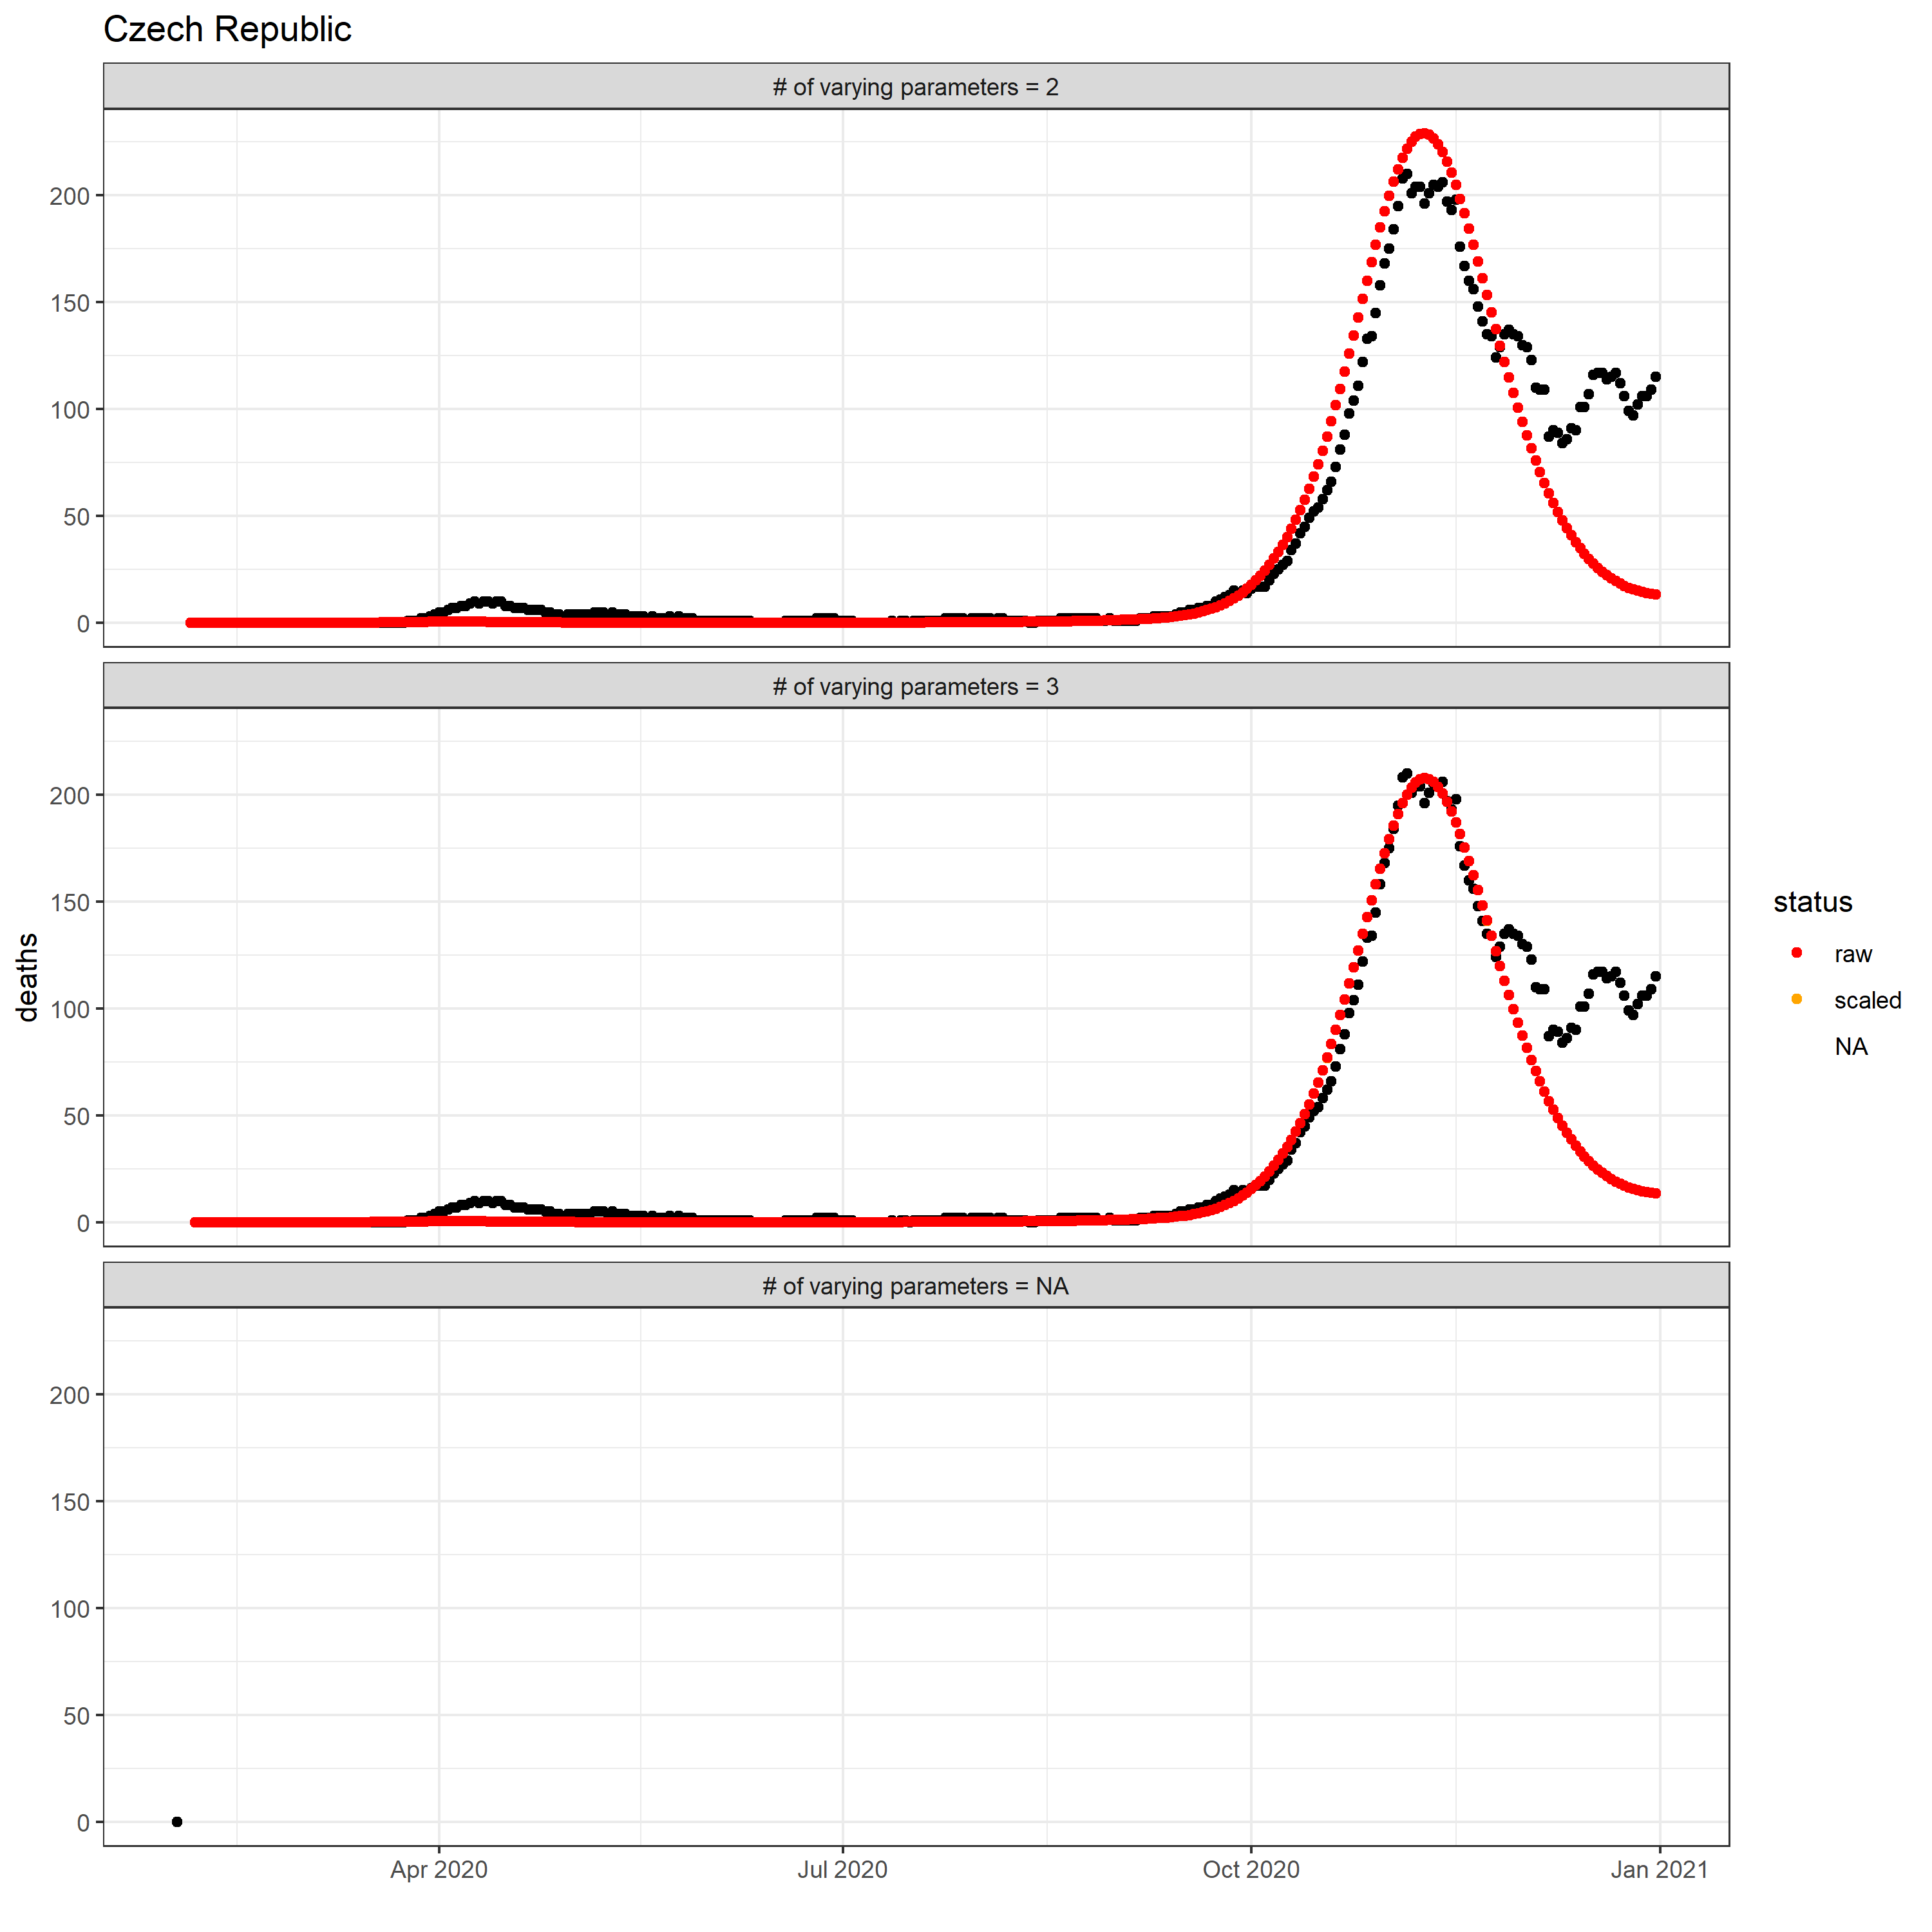 Czech Republic
# of varying parameters = 2
200
150
100
50
0
# of varying parameters = 3
200
150
100
50
0
deaths
# of varying parameters = NA
200
150
100
50
0
Apr 2020
Jul 2020
Oct 2020
Jan 2021
status
raw
scaled
NA